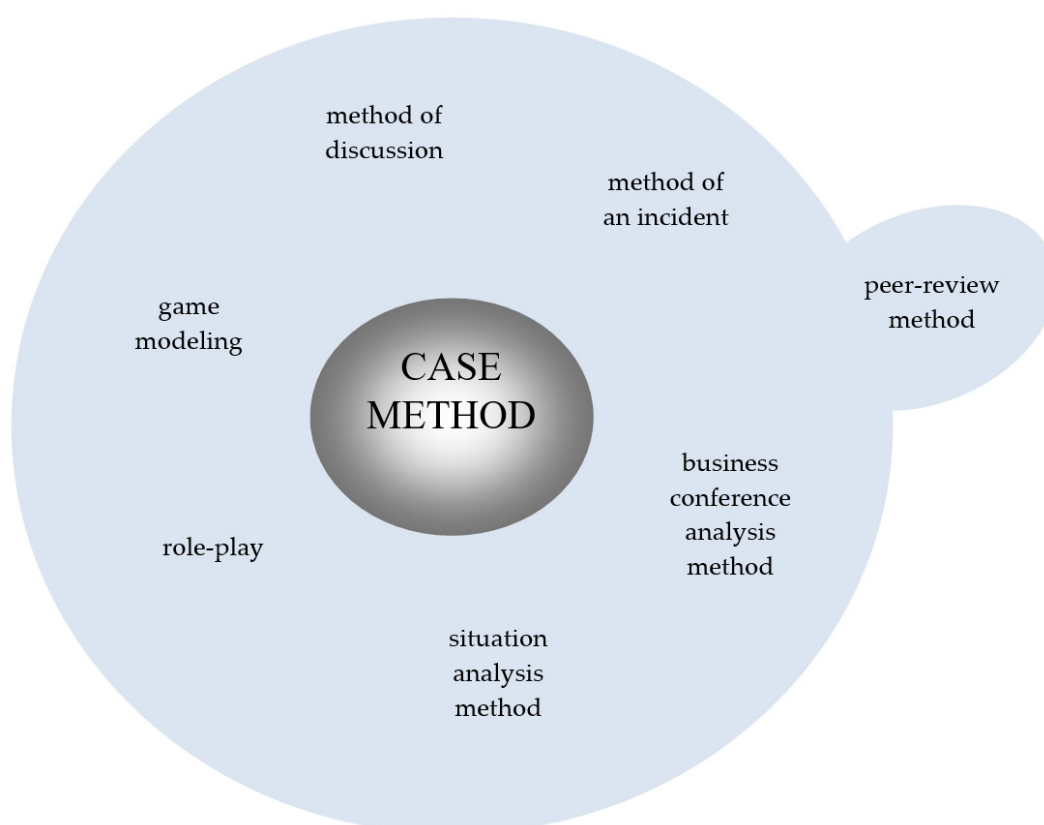 method of
discussion
method of
an incident
peer-review
method
game
modeling
CASE
METHOD
business
conference
analysis
method
role-play
situation
analysis
method